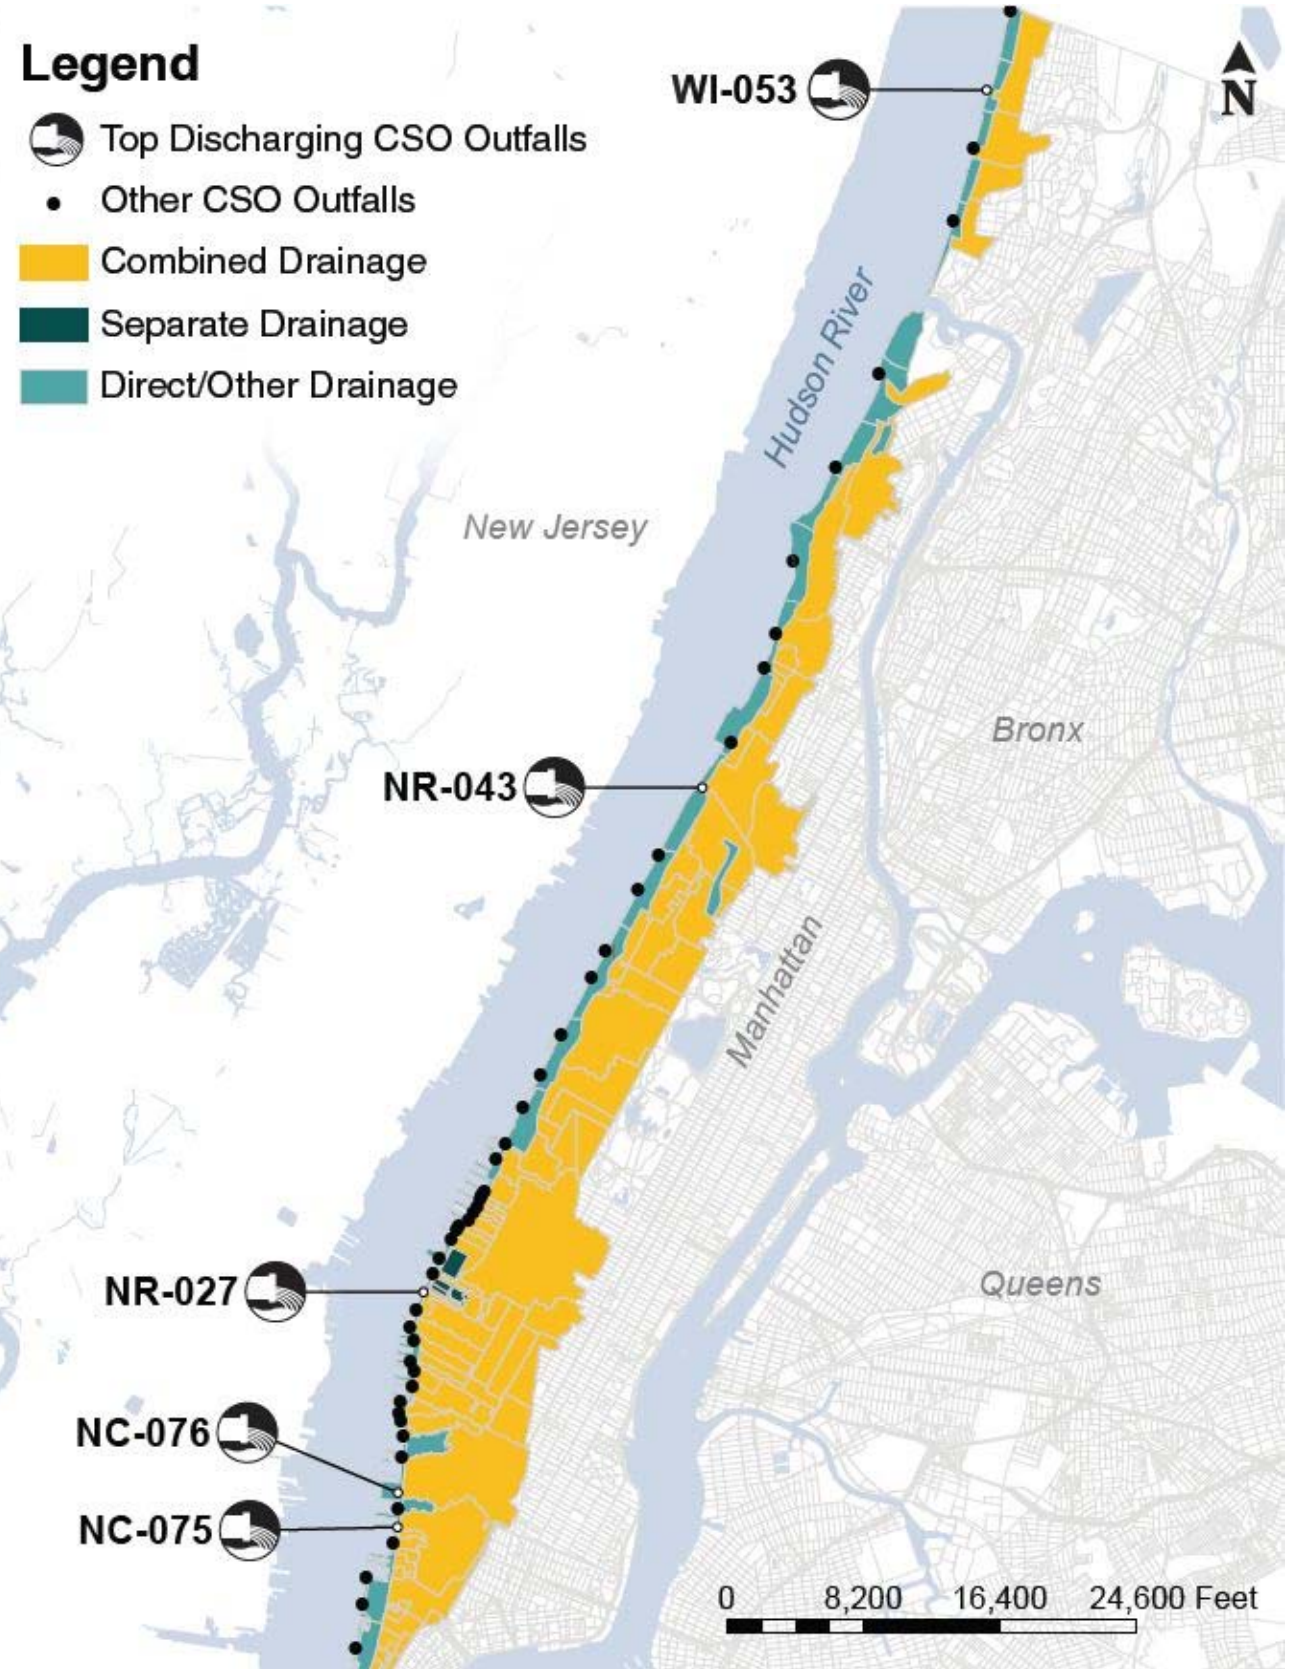 Legend
Top Discharging CSO Outfalls
Other CSO Outfalls
Combined Drainage
Separate Drainage
Direct/Other Drainage
WI-053
N
Hudson River
New Jersey
Bronx
NR-043
Manhattan
NR-027
Queens
NC-076
NC-075
0 8,200 16,400 24,600 Feet